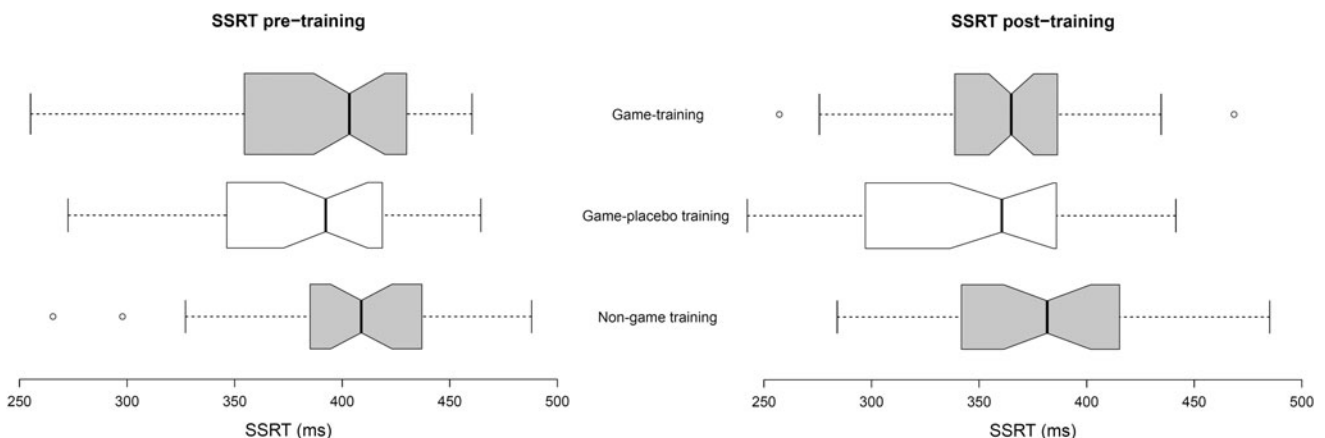 SSRT pre−training
SSRT post−training
Game-training
Game-placebo training
Non-game training
250 300 350 400 450 500
250 300 350 400 450 500
SSRT (ms)
SSRT (ms)